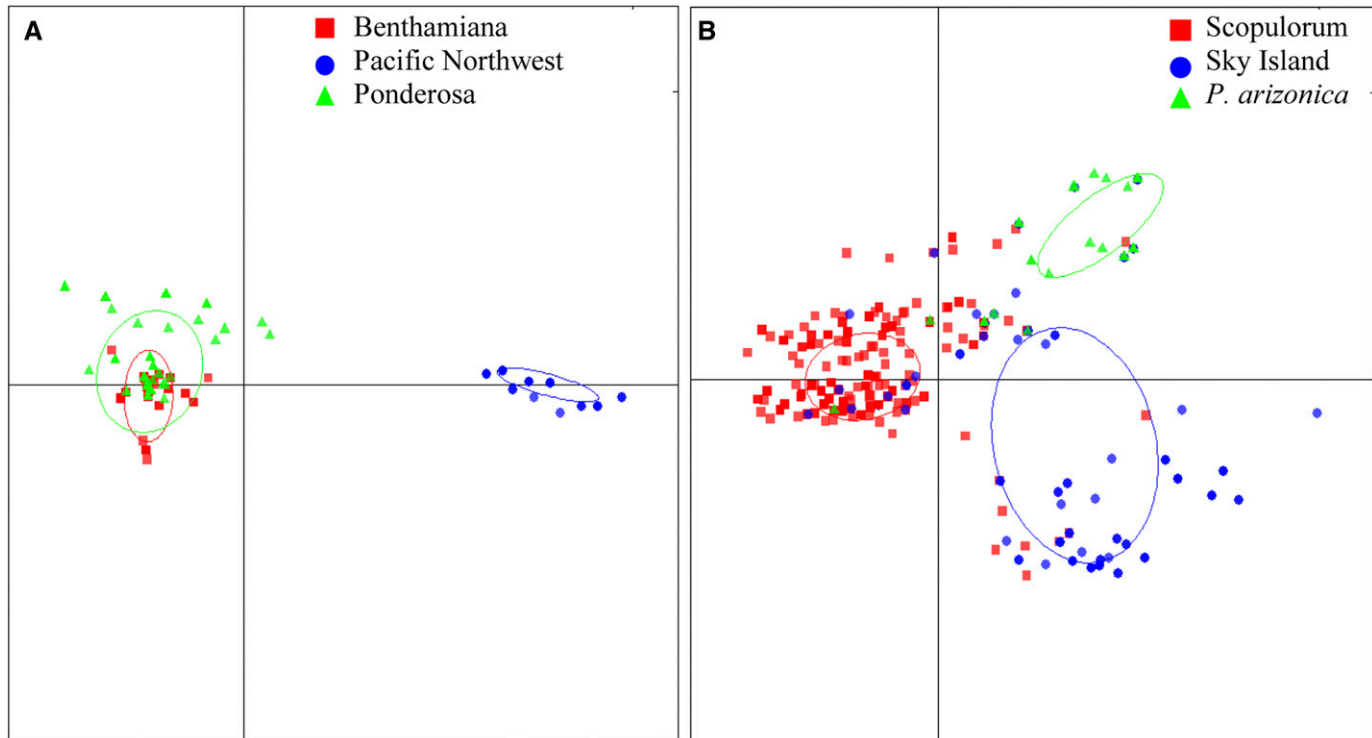 A
Benthamiana
Pacific Northwest
Ponderosa
B
Scopulorum
Sky Island
P. arizonica